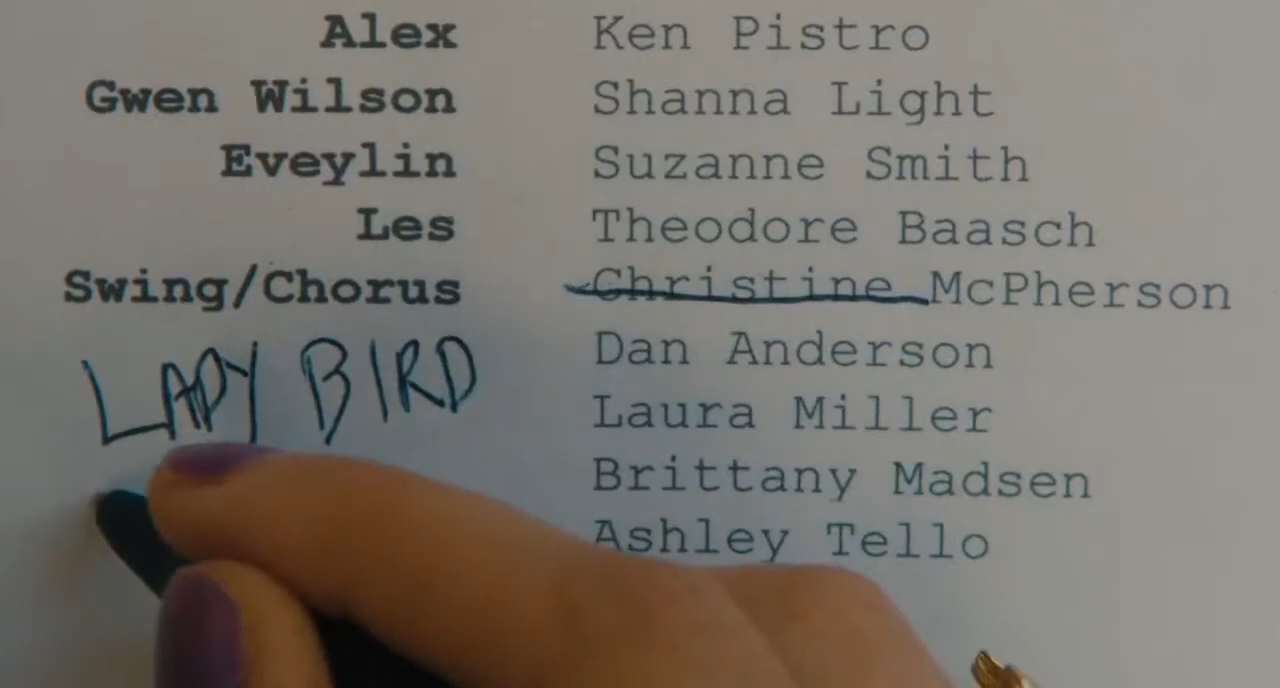 Alex Ken Pistro
Gwen Wilson Shanna Light
Eveylin Suzanne Smith
Les Theodore Baasch
Swing/Chorus Christine McPherson
LADY BIRD Dan Anderson
Laura Miller
Brittany Madsen
Ashley Tello